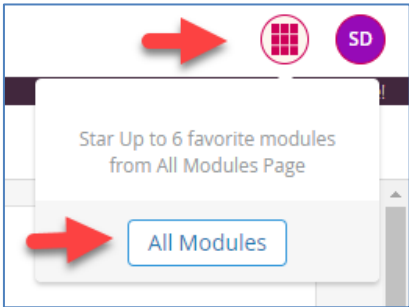 SD
!
Star Up to 6 favorite modules
from All Modules Page
All Modules